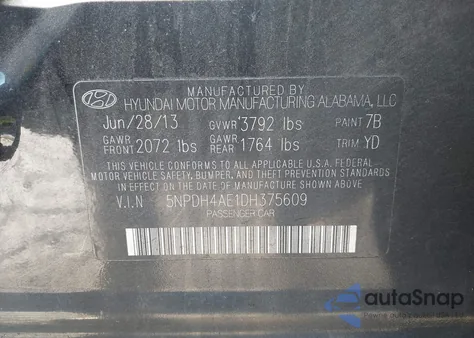 MANUFACTURED BY
HYUNDAI MOTOR MANUFACTURING ALABAMA, LLC
Jun/28/13 GVWR 3792 lbs PAINT 7B
GAWR FRONT 2072 lbs GAWR REAR 1764 lbs TRIM YD
THIS VEHICLE CONFORMS TO ALL APPLICABLE U.S.A. FEDERAL
MOTOR VEHICLE SAFETY, BUMPER, AND THEFT PREVENTION STANDARDS
IN EFFECT ON THE DATE OF MANUFACTURE SHOWN ABOVE.
V.I.N 5NPDH4AE1DH375609
PASSENGER CAR
autoSnap